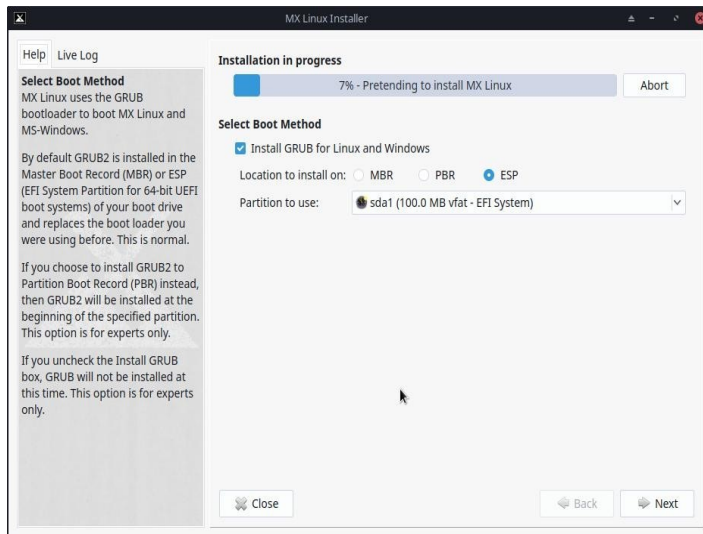 MX Linux Installer
Help
Live Log
Select Boot Method
MX Linux uses the GRUB
bootloader to boot MX Linux and
MS-Windows.
By default GRUB2 is installed in the
Master Boot Record (MBR) or ESP
(EFI System Partition for 64-bit UEFI
boot systems) of your boot drive
and replaces the boot loader you
were using before. This is normal.
If you choose to install GRUB2 to
Partition Boot Record (PBR) instead,
then GRUB2 will be installed at the
beginning of the specified partition.
This option is for experts only.
If you uncheck the Install GRUB
box, GRUB will not be installed at
this time. This option is for experts
only.
Installation in progress
7% - Pretending to install MX Linux
Abort
Select Boot Method
Install GRUB for Linux and Windows
Location to install on: MBR PBR ESP
Partition to use: sda1 (100.0 MB vfat - EFI System)
Close
Back
Next